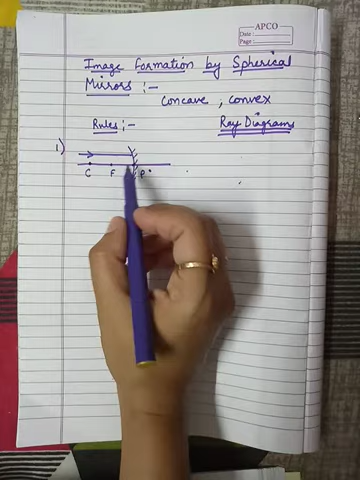 APCO
Date :
Page :
Image Formation by Spherical
Mirrors :-
Concave , convex
Rules :-
Ray Diagrams
1)
C F P